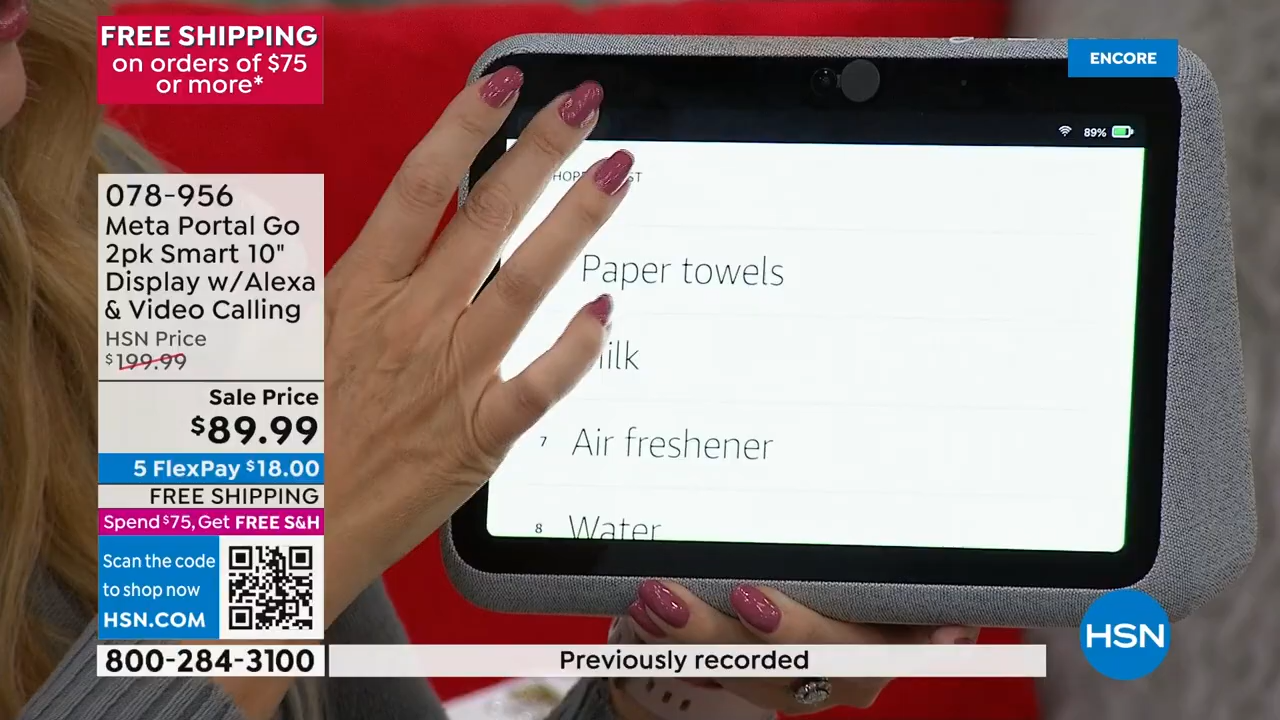 FREE SHIPPING
on orders of $75
or more*
ENCORE
89%
078-956
Meta Portal Go
2pk Smart 10"
Display w/Alexa
& Video Calling
HSN Price
$199.99
Sale Price
$89.99
5 FlexPay $18.00
FREE SHIPPING
Spend $75, Get FREE S&H
Scan the code
to shop now
HSN.COM
800-284-3100
Paper towels
7 Air freshener
8 Water
HSN
Previously recorded